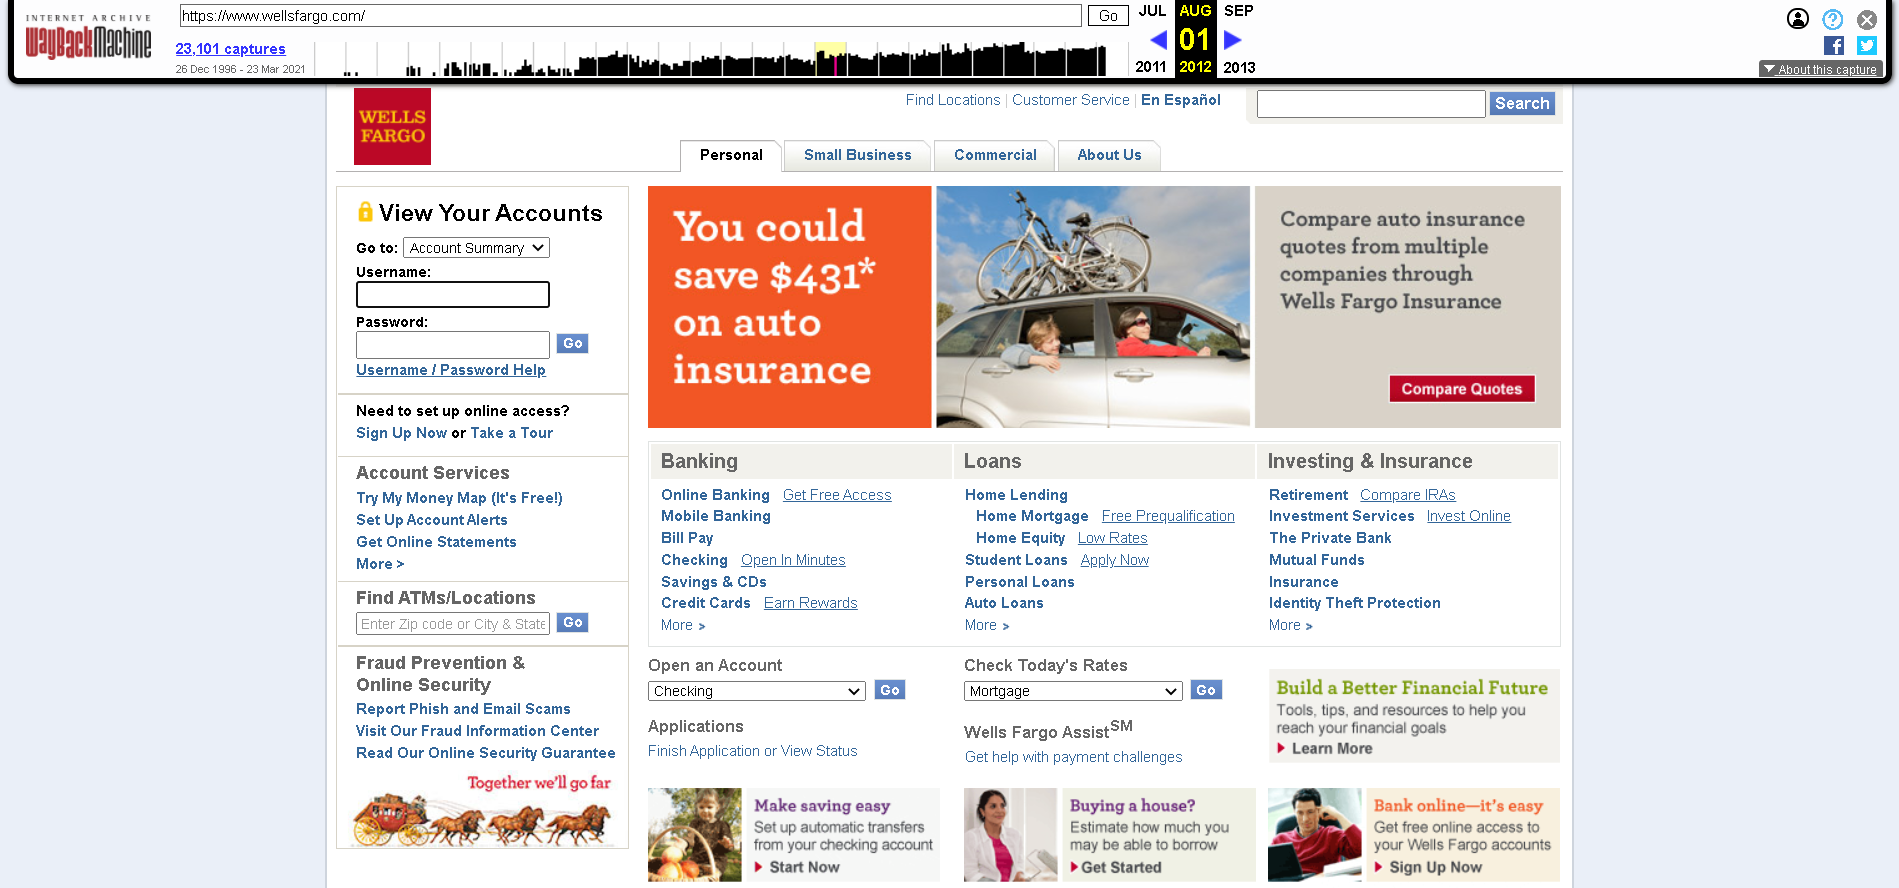 INTERNET ARCHIVE
WayBackMachine
https://www.wellsfargo.com/
Go
JUL
AUG
SEP
23,101 captures
01
26 Dec 1996 - 23 Mar 2021
2011
2012
2013
About this capture
WELLS
FARGO
Find Locations | Customer Service | En Español
Search
Personal
Small Business
Commercial
About Us
View Your Accounts
Go to: Account Summary
Username:
Password:
Go
Username / Password Help
Need to set up online access?
Sign Up Now or Take a Tour
Account Services
Try My Money Map (It's Free!)
Set Up Account Alerts
Get Online Statements
More >
Find ATMs/Locations
Enter Zip code or City & State
Go
Fraud Prevention &
Online Security
Report Phish and Email Scams
Visit Our Fraud Information Center
Read Our Online Security Guarantee
Together we'll go far
You could
save $431*
on auto
insurance
Compare auto insurance
quotes from multiple
companies through
Wells Fargo Insurance
Compare Quotes
Banking
Online Banking Get Free Access
Mobile Banking
Bill Pay
Checking Open In Minutes
Savings & CDs
Credit Cards Earn Rewards
More >
Loans
Home Lending
Home Mortgage Free Prequalification
Home Equity Low Rates
Student Loans Apply Now
Personal Loans
Auto Loans
More >
Investing & Insurance
Retirement Compare IRAs
Investment Services Invest Online
The Private Bank
Mutual Funds
Insurance
Identity Theft Protection
More >
Open an Account
Checking
Go
Applications
Finish Application or View Status
Check Today's Rates
Mortgage
Go
Wells Fargo AssistSM
Get help with payment challenges
Build a Better Financial Future
Tools, tips, and resources to help you
reach your financial goals
Learn More
Make saving easy
Set up automatic transfers
from your checking account
Start Now
Buying a house?
Estimate how much you
may be able to borrow
Get Started
Bank online—it's easy
Get free online access to
your Wells Fargo accounts
Sign Up Now